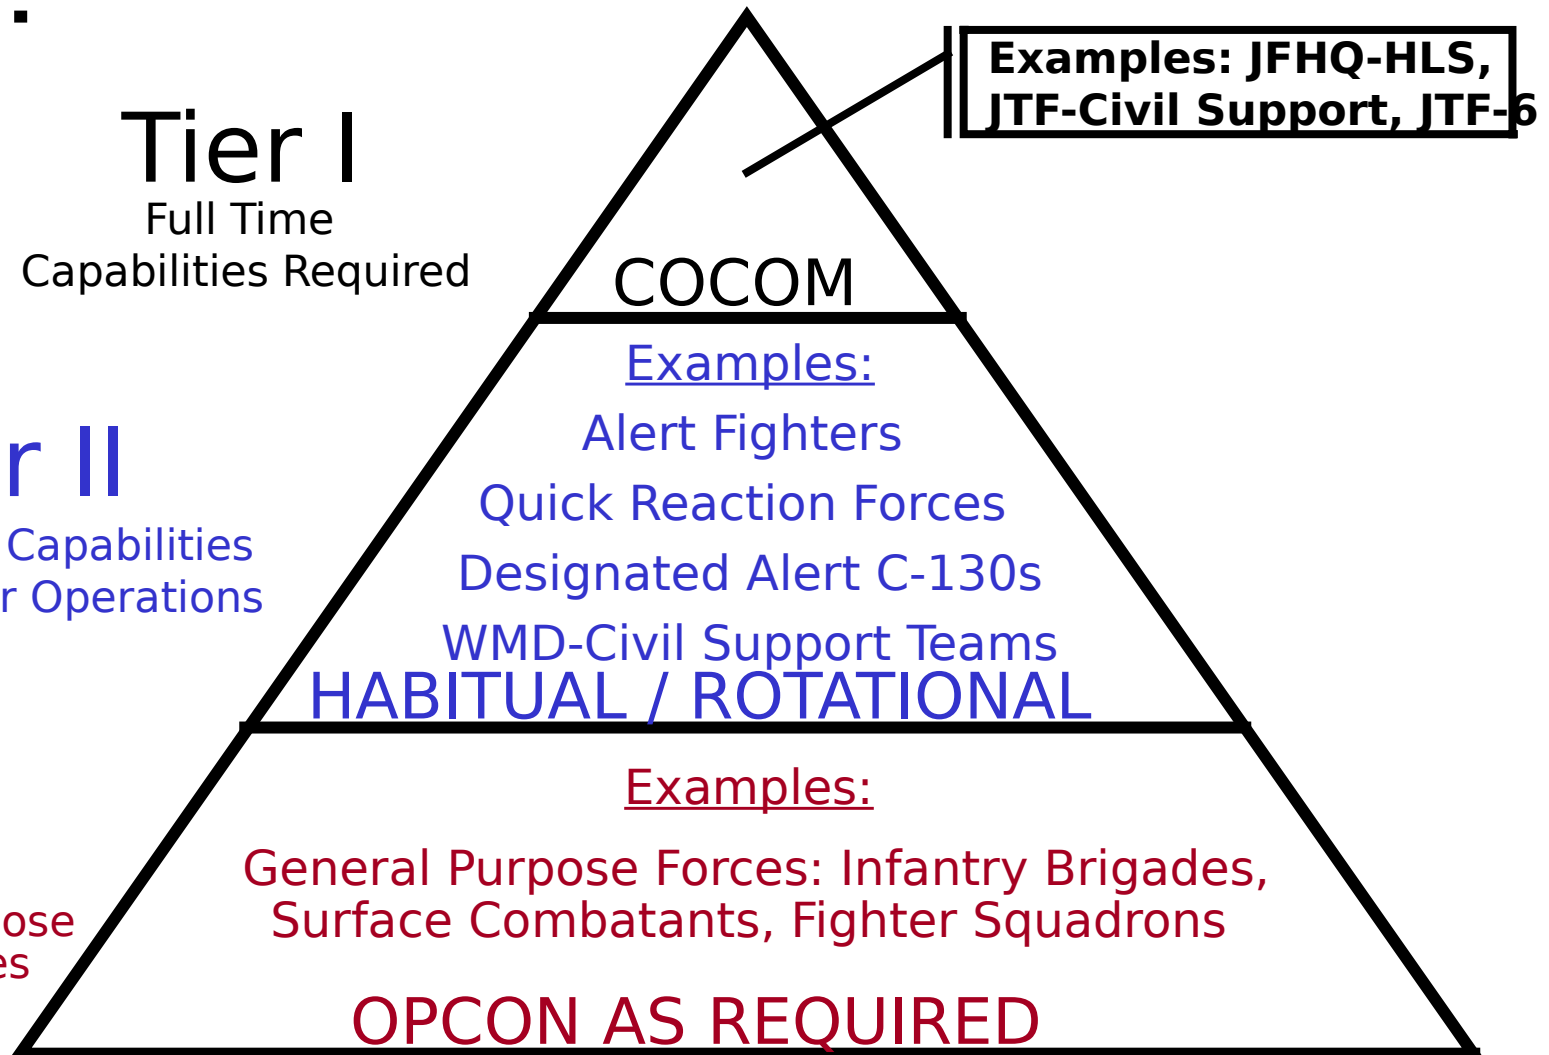 Examples: JFHQ-HLS,
JTF-Civil Support, JTF-6
Tier I
Full Time
Capabilities Required
COCOM
Examples:
Alert Fighters
r II
Quick Reaction Forces
Capabilities
Designated Alert C-130s
r Operations
WMD-Civil Support Teams
HABITUAL / ROTATIONAL
Examples:
General Purpose Forces: Infantry Brigades,
Surface Combatants, Fighter Squadrons
ose
es
OPCON AS REQUIRED